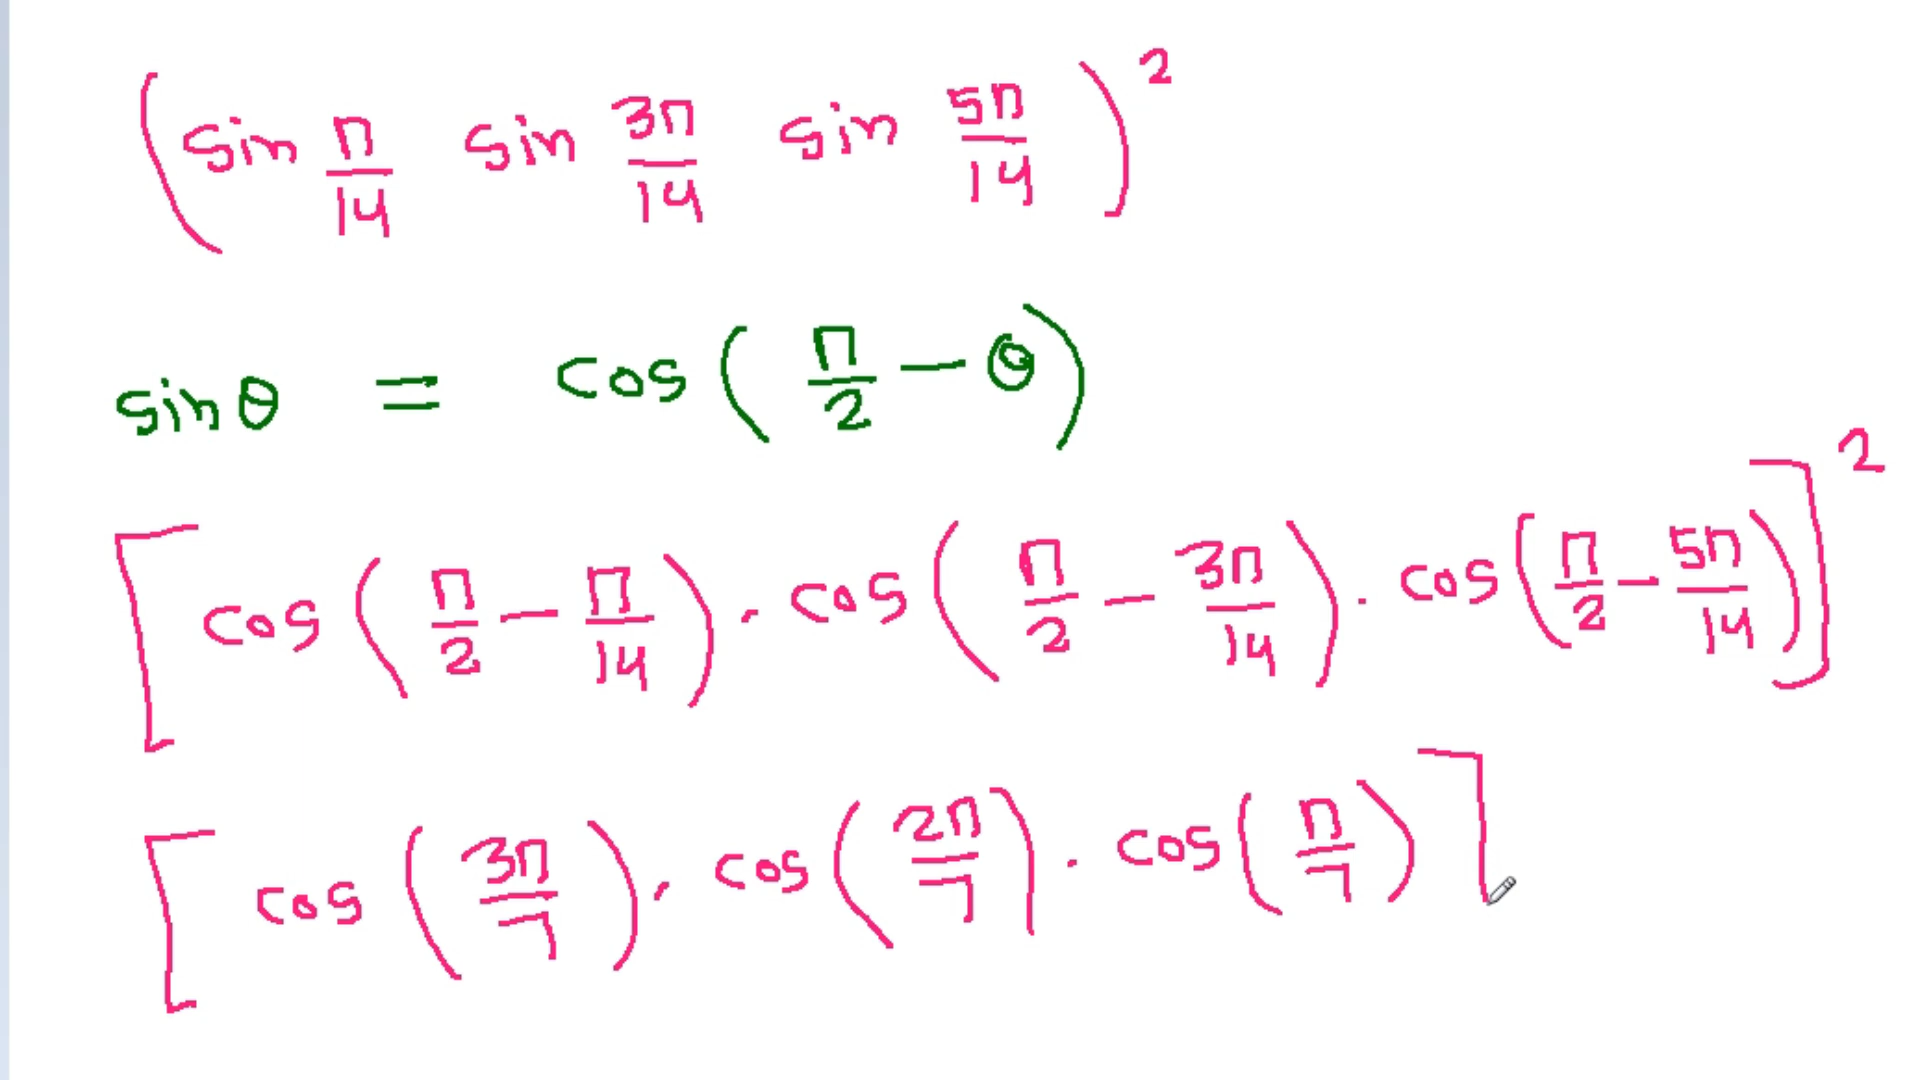 (sin π/14 sin 3π/14 sin 5π/14)²
sinθ = cos(π/2 − θ)
[cos(π/2 − π/14) · cos(π/2 − 3π/14) · cos(π/2 − 5π/14)]²
[cos(3π/7) · cos(2π/7) · cos(π/7)]